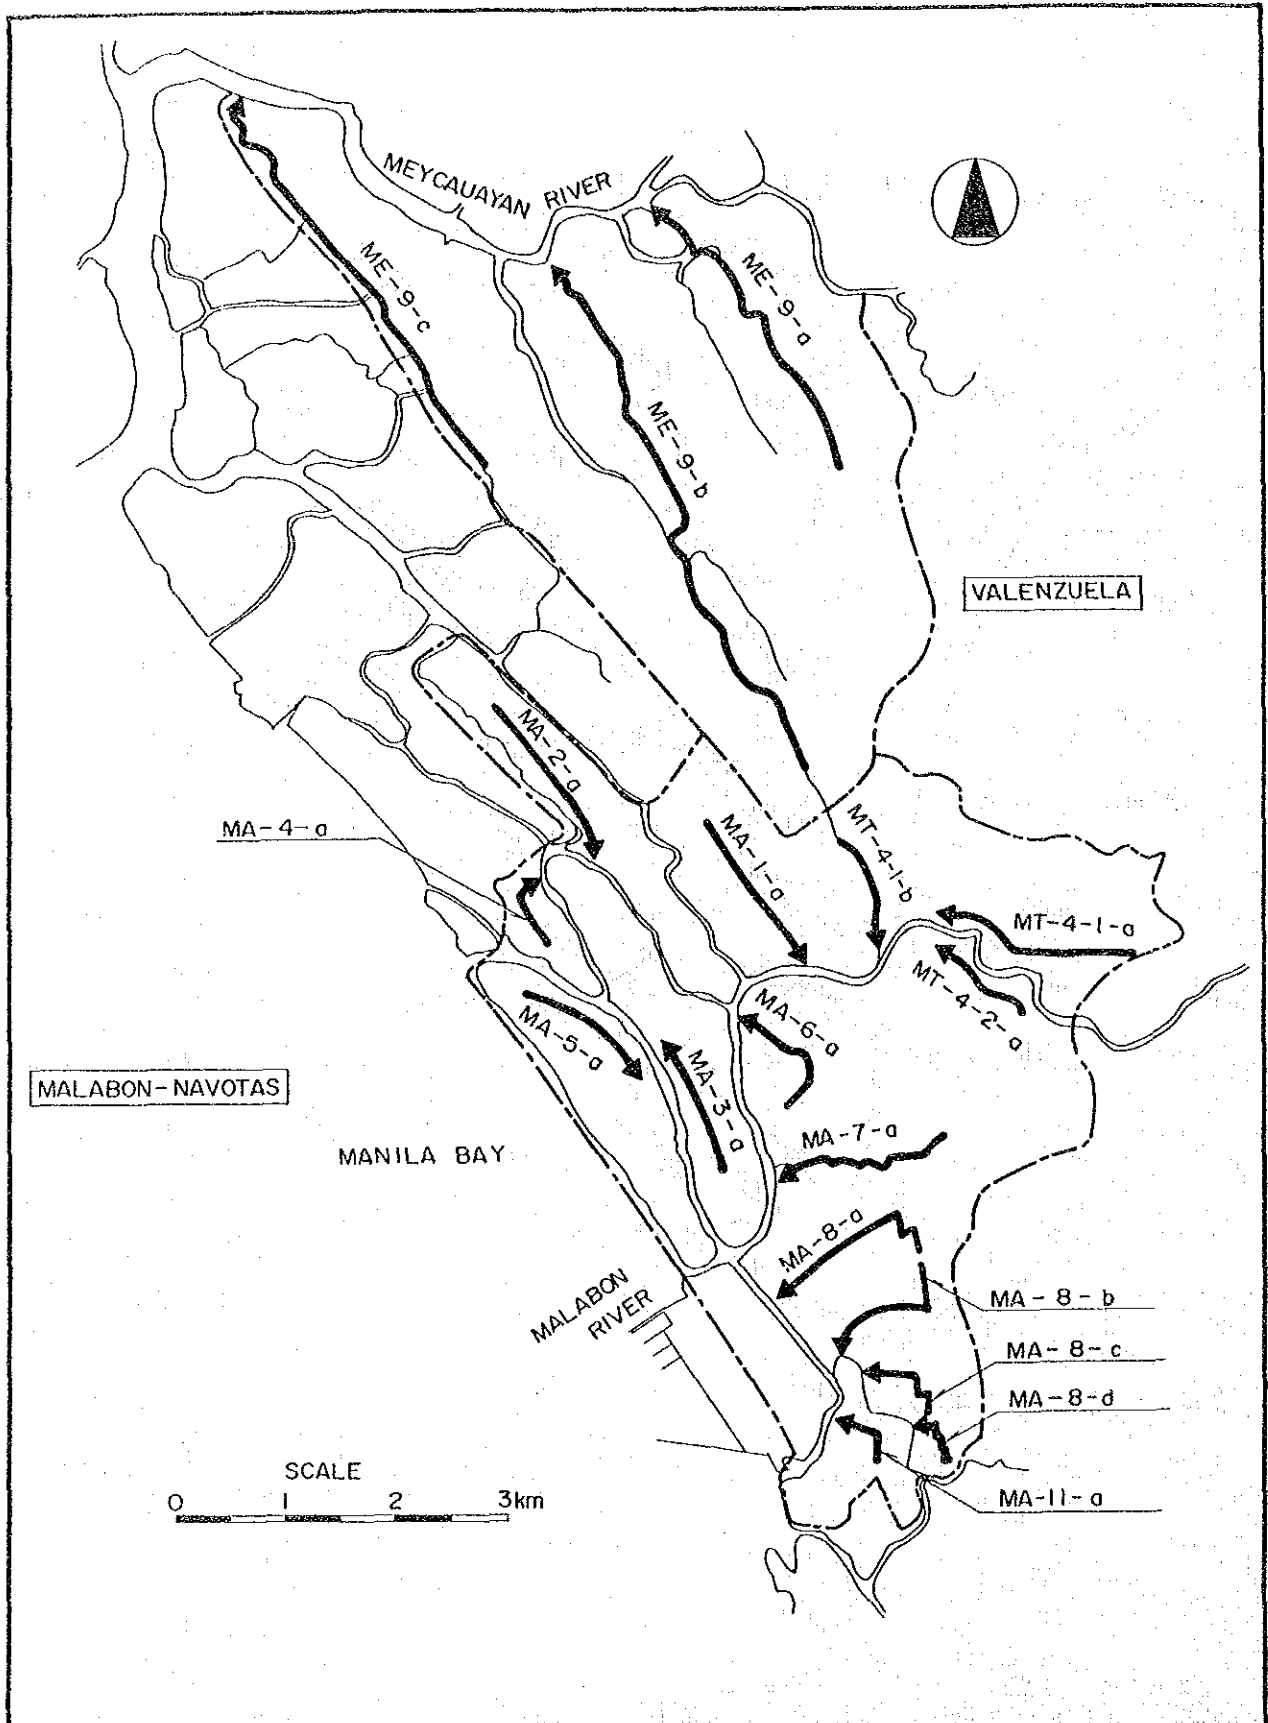 MEYCAUAYAN RIVER
ME-9-a
ME-9-c
ME-9-b
VALENZUELA
MA-2-a
MA-4-a
MA-1-a
MT-4-1-b
MT-4-1-a
MT-4-2-a
MA-6-a
MA-5-a
MA-3-a
MALABON-NAVOTAS
MANILA BAY
MA-7-a
MA-8-a
MALABON
RIVER
MA-8-b
MA-8-c
MA-8-d
MA-11-a
SCALE
0 1 2 3km